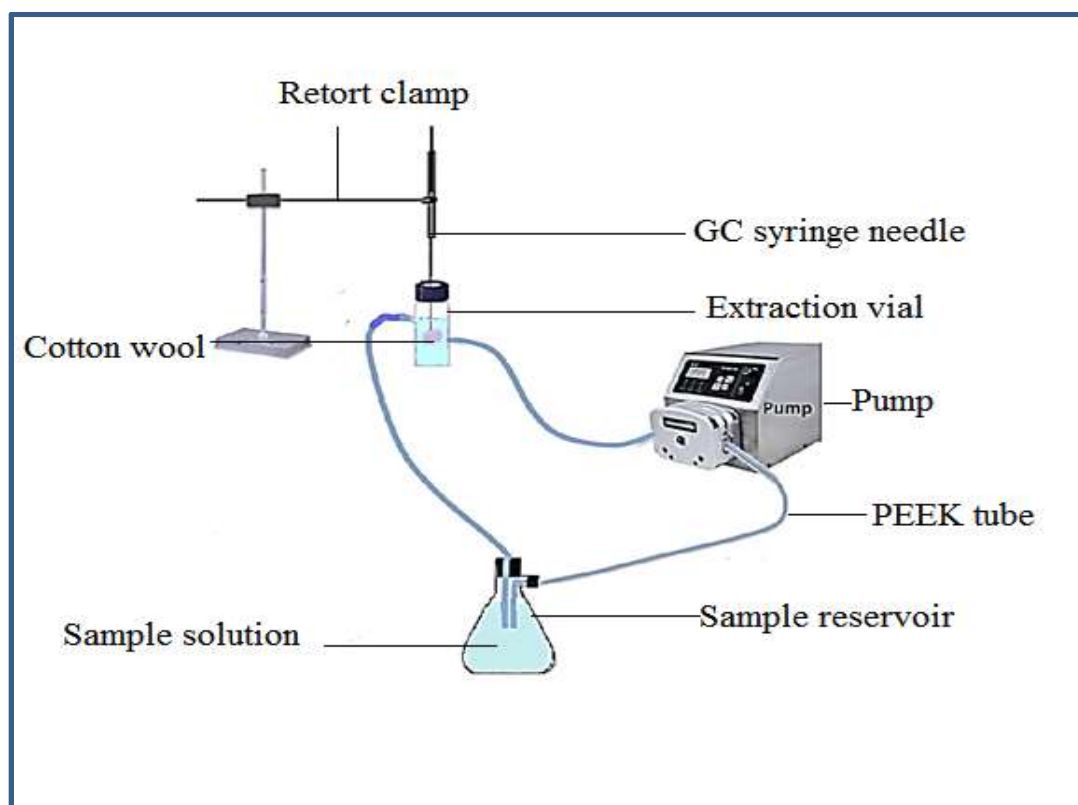 Retort clamp
GC syringe needle
Extraction vial
Cotton wool
Pump
Pump
PEEK tube
Sample reservoir
Sample solution